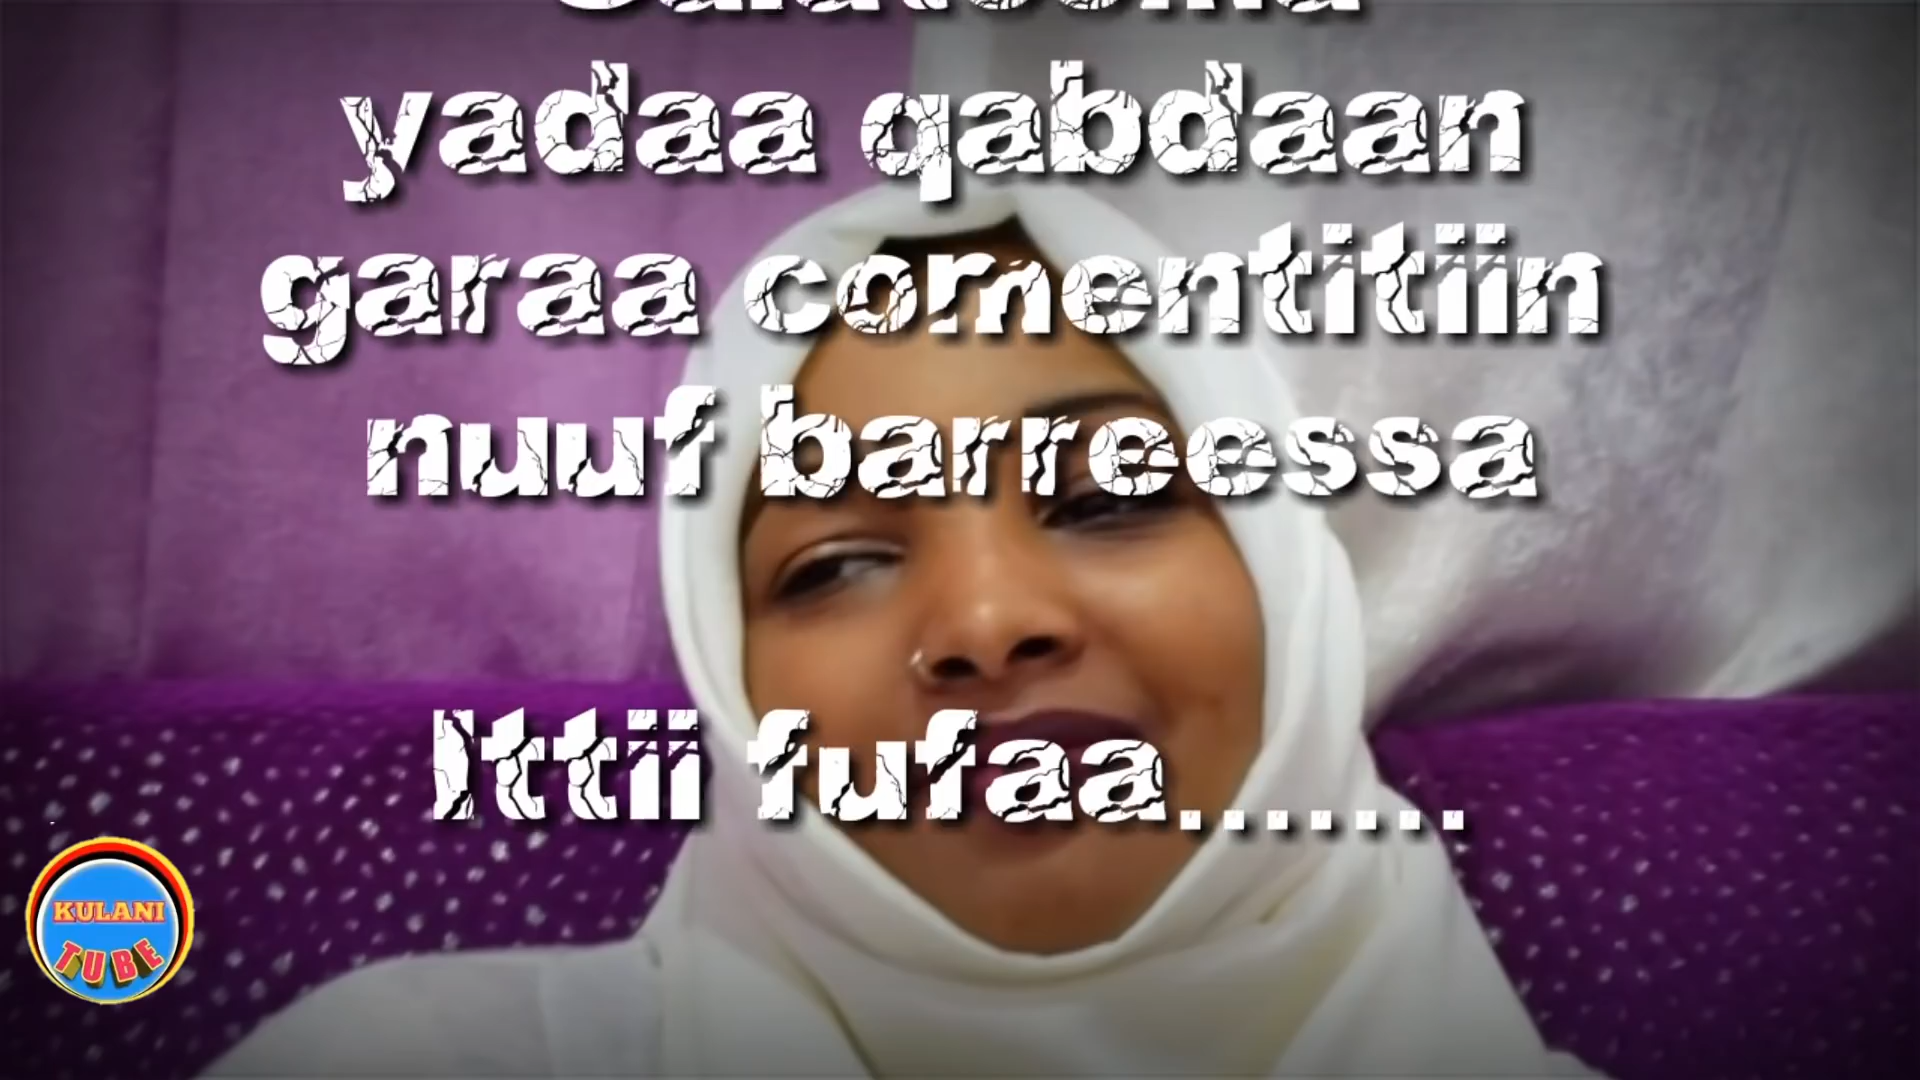 yadaa qabdaan
garaa comentitiin
nuuf barreessa
Ittii fufaa.......
KULANI
TUBE